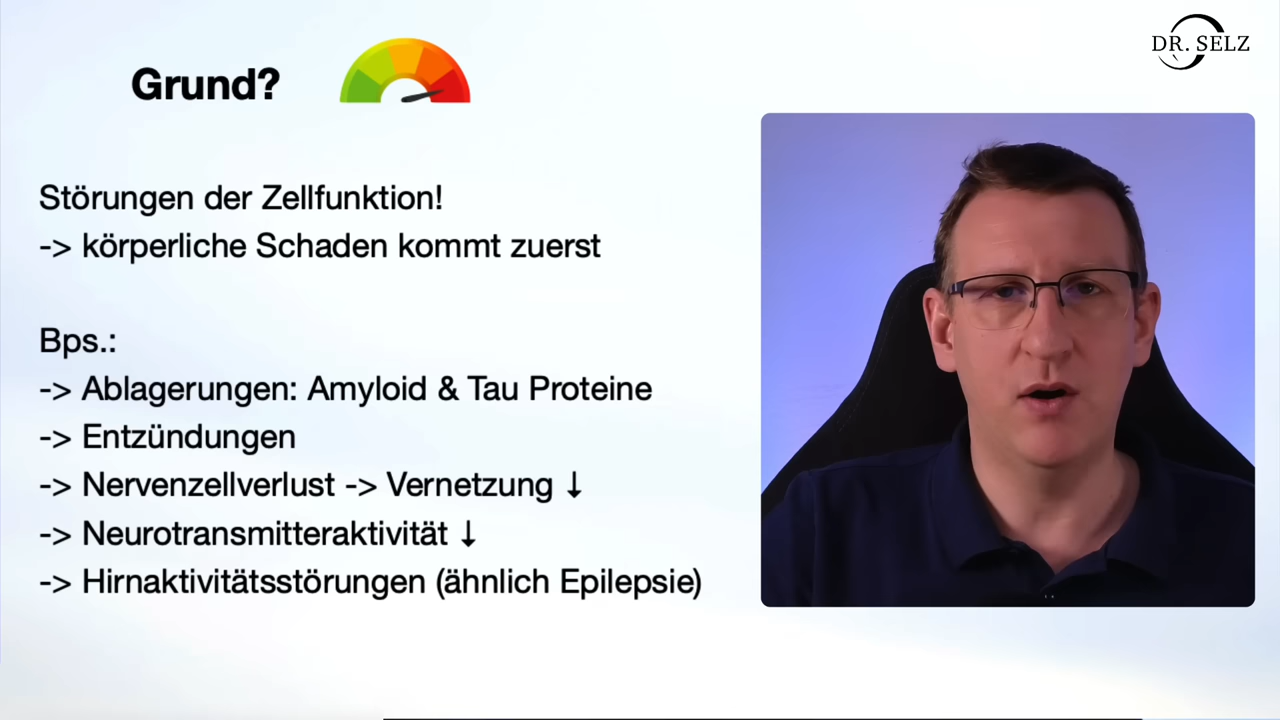 Grund?
DR. SELZ
Störungen der Zellfunktion!
-> körperliche Schaden kommt zuerst
Bps.:
-> Ablagerungen: Amyloid & Tau Proteine
-> Entzündungen
-> Nervenzellverlust -> Vernetzung ↓
-> Neurotransmitteraktivität ↓
-> Hirnaktivitätsstörungen (ähnlich Epilepsie)